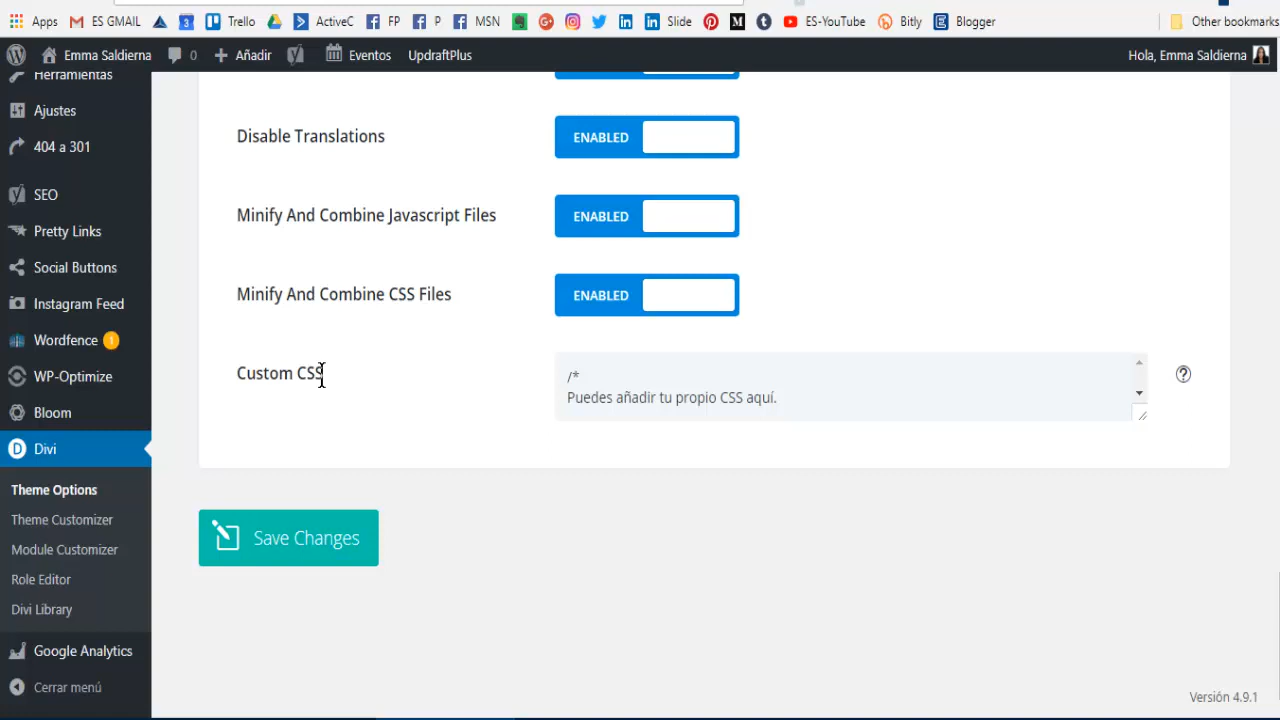 Apps ES GMAIL Trello ActiveC FP P MSN Slide ES-YouTube Bitly Blogger Other bookmarks
Emma Saldierna 0 Añadir Eventos UpdraftPlus Hola, Emma Saldierna
Herramientas
Ajustes
404 a 301
SEO
Pretty Links
Social Buttons
Instagram Feed
Wordfence 1
WP-Optimize
Bloom
Divi
Theme Options
Theme Customizer
Module Customizer
Role Editor
Divi Library
Google Analytics
Cerrar menú
Disable Translations ENABLED
Minify And Combine Javascript Files ENABLED
Minify And Combine CSS Files ENABLED
Custom CSS
/*
Puedes añadir tu propio CSS aquí.
Save Changes
Versión 4.9.1